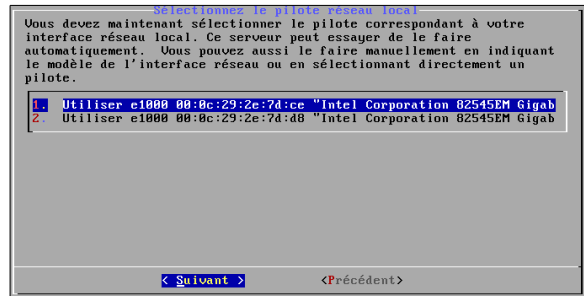 Sélectionnez le pilote réseau local
Vous devez maintenant sélectionner le pilote correspondant à votre
interface réseau local. Ce serveur peut essayer de le faire
automatiquement. Vous pouvez aussi le faire manuellement en indiquant
le modèle de l'interface réseau ou en sélectionnant directement un
pilote.
1. Utiliser e1000 00:0c:29:2e:7d:ce "Intel Corporation 82545EM Gigab
2. Utiliser e1000 00:0c:29:2e:7d:d8 "Intel Corporation 82545EM Gigab
< Suivant > <Précédent>